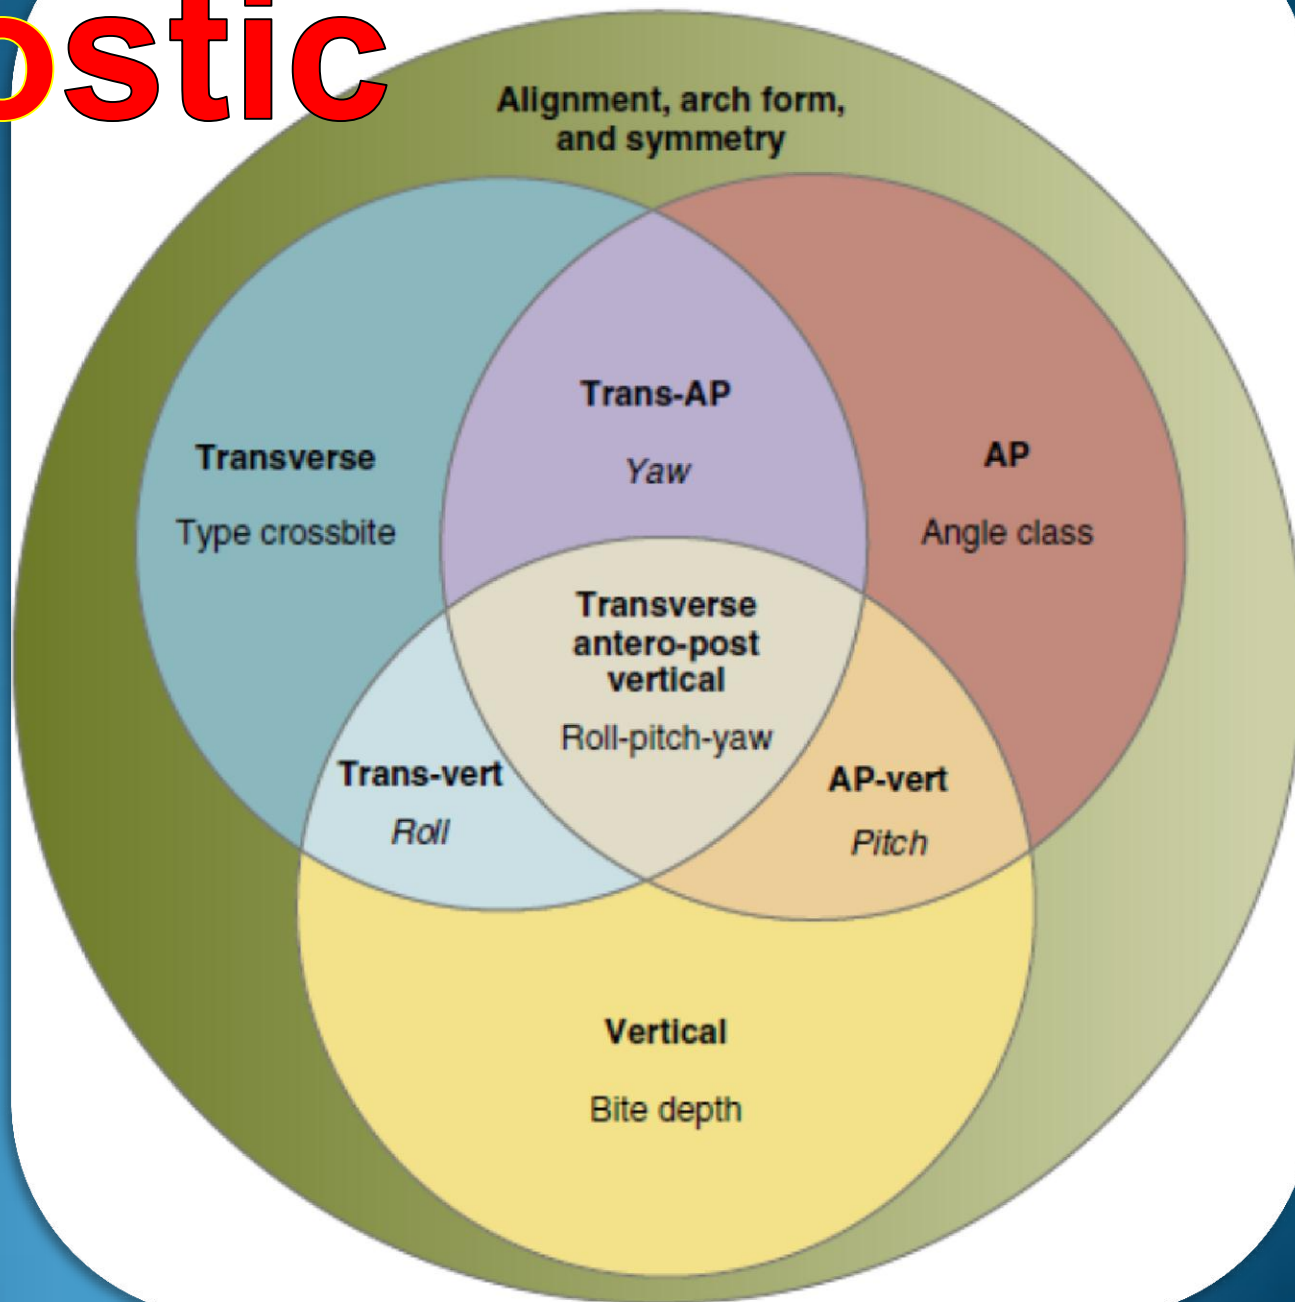 ostic
Alignment, arch form,
and symmetry
Trans-AP
Yaw
Transverse
Type crossbite
AP
Angle class
Transverse
antero-post
vertical
Roll-pitch-yaw
Trans-vert
Roll
AP-vert
Pitch
Vertical
Bite depth